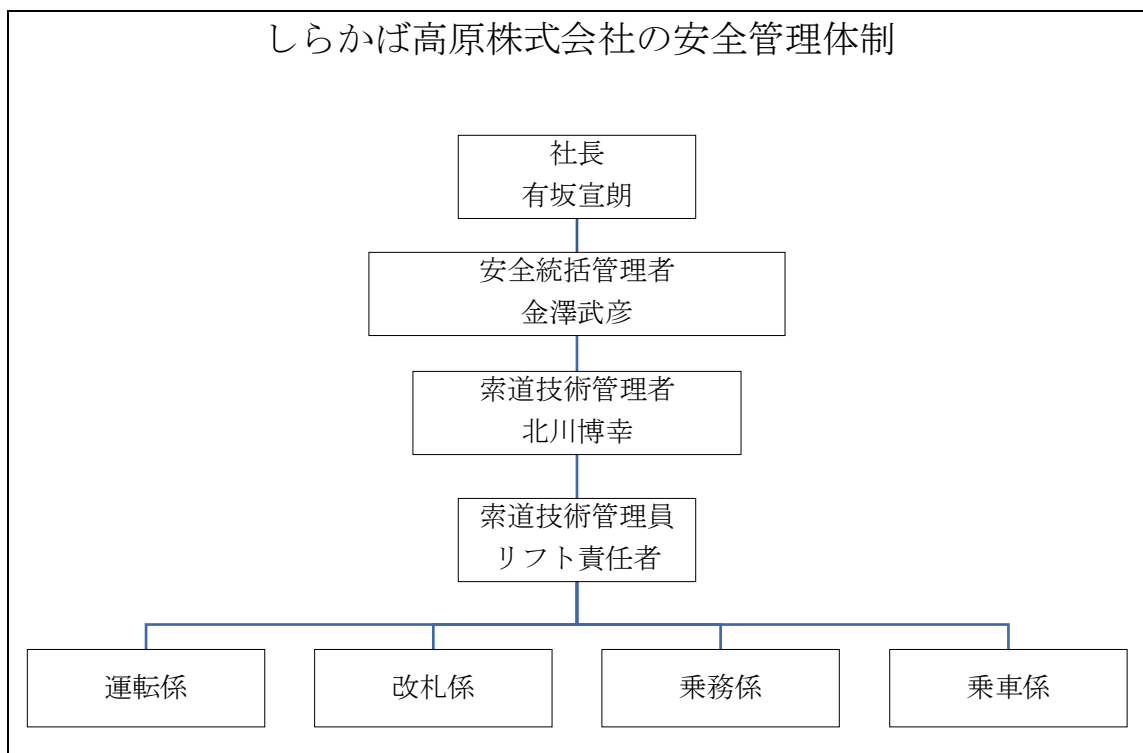 しらかば高原株式会社の安全管理体制
社長
有坂宣朗
安全統括管理者
金澤武彦
索道技術管理者
北川博幸
索道技術管理員
リフト責任者
運転係
改札係
乗務係
乗車係